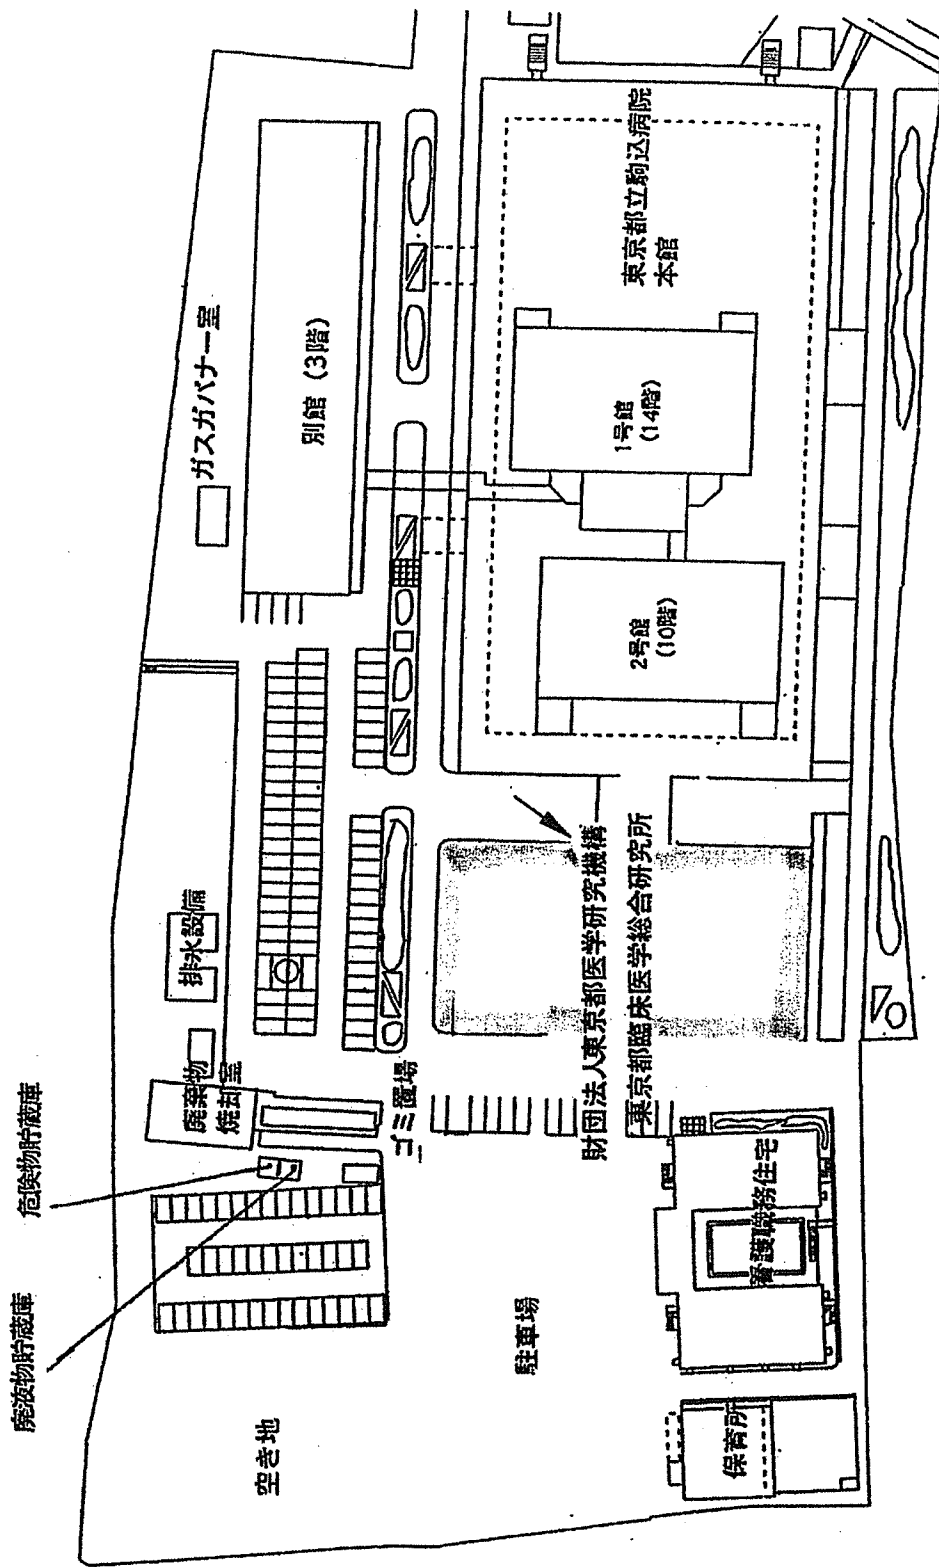 廃液物貯蔵庫
危険物貯蔵庫
空き地
廃棄物
焼却室
排水設備
ガスガバナー室
別館（3階）
ゴミ置場
駐車場
財団法人東京都医学研究機構
東京都臨床医学総合研究所
2号館
（10階）
1号館
（14階）
東京都立駒込病院
本館
保育所
看護職務住宅